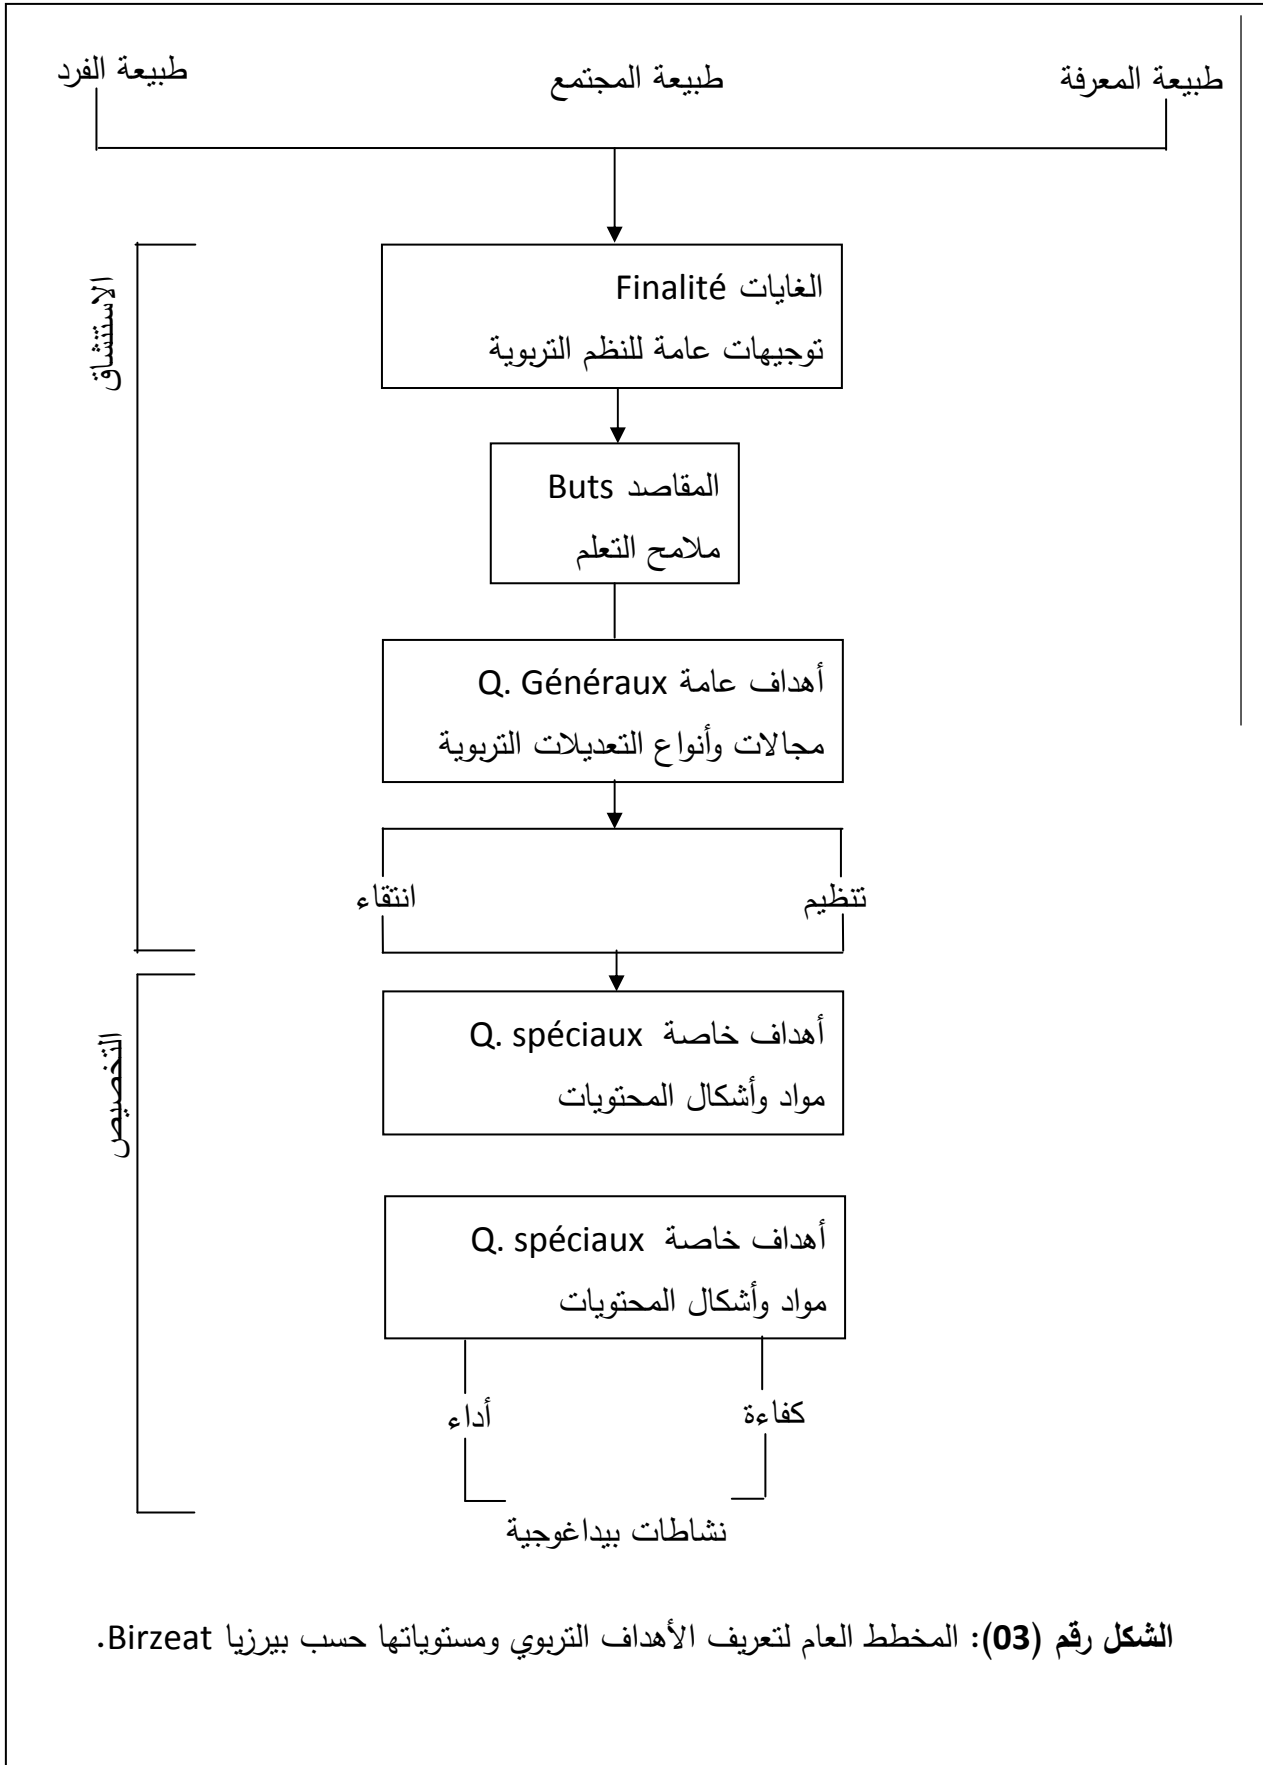 طبيعة المعرفة
طبيعة المجتمع
طبيعة الفرد
الاستنشاق
الغايات Finalité
توجيهات عامة للنظم التربوية
المقاصد Buts
ملامح التعلم
أهداف عامة Q. Généraux
مجالات وأنواع التعديلات التربوية
تنظيم
انتقاء
التخصيص
أهداف خاصة Q. spéciaux
مواد وأشكال المحتويات
أهداف خاصة Q. spéciaux
مواد وأشكال المحتويات
كفاءة
أداء
نشاطات بيداغوجية
الشكل رقم (03): المخطط العام لتعريف الأهداف التربوي ومستوياتها حسب بيرزيا Birzeat.